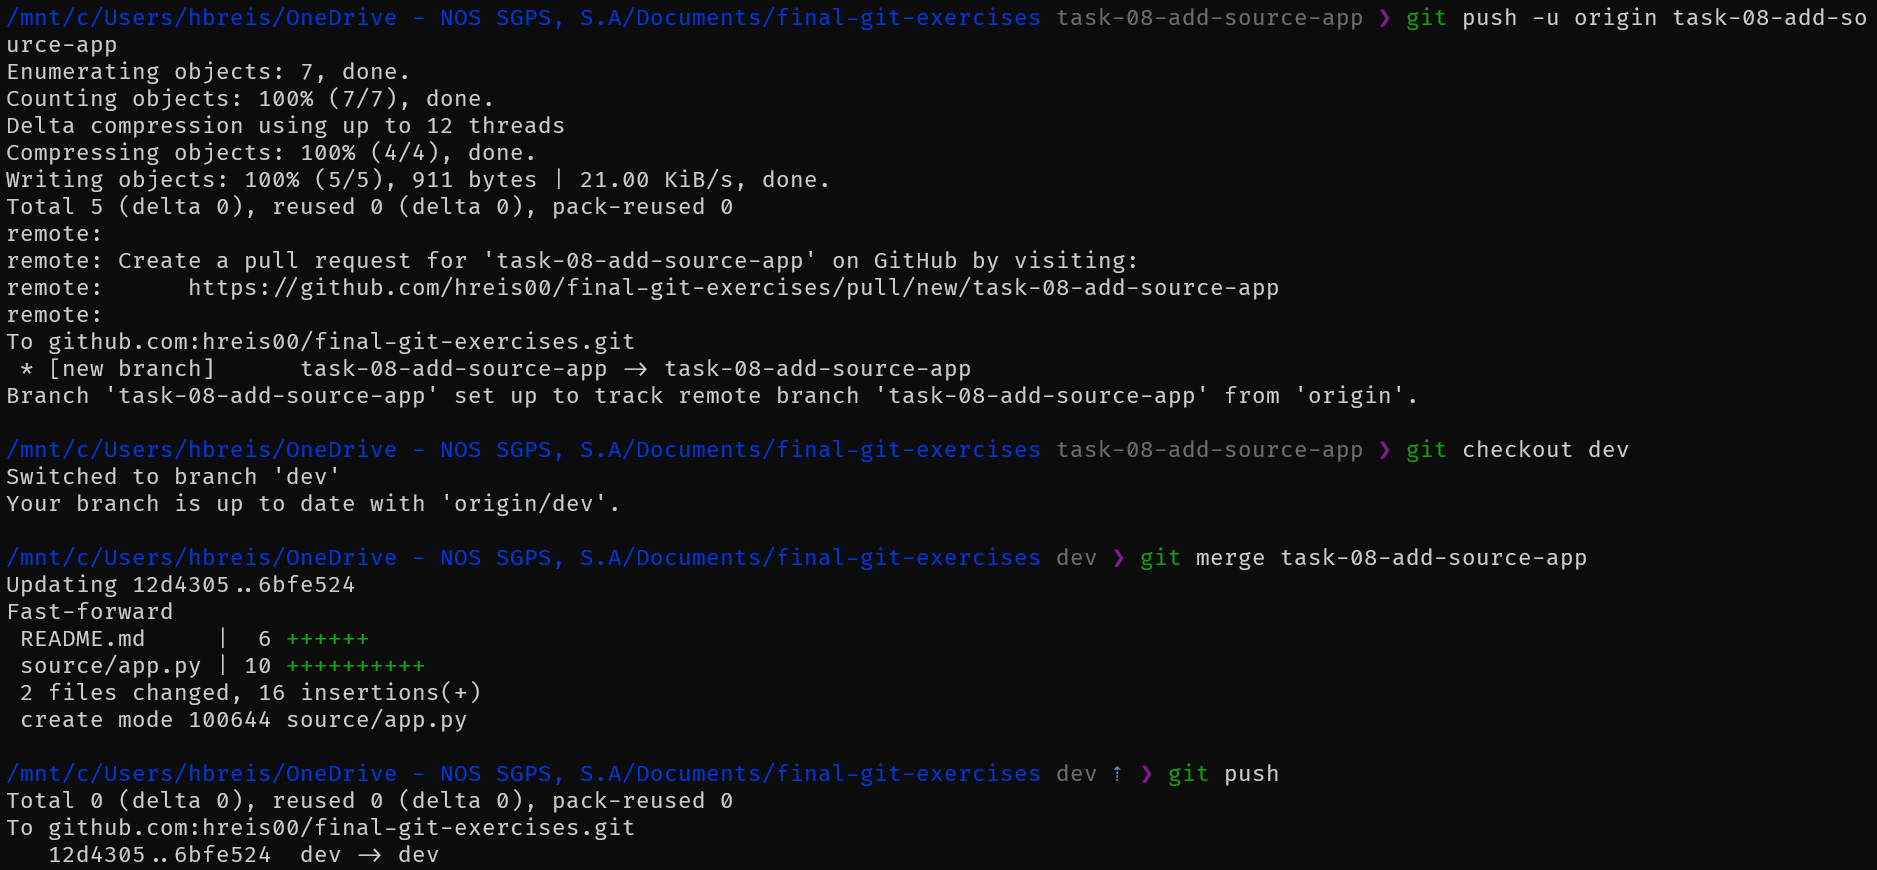 /mnt/c/Users/hbreis/OneDrive - NOS SGPS, S.A/Documents/final-git-exercises task-08-add-source-app ❯ git push -u origin task-08-add-so
urce-app
Enumerating objects: 7, done.
Counting objects: 100% (7/7), done.
Delta compression using up to 12 threads
Compressing objects: 100% (4/4), done.
Writing objects: 100% (5/5), 911 bytes | 21.00 KiB/s, done.
Total 5 (delta 0), reused 0 (delta 0), pack-reused 0
remote:
remote: Create a pull request for 'task-08-add-source-app' on GitHub by visiting:
remote:      https://github.com/hreis00/final-git-exercises/pull/new/task-08-add-source-app
remote:
To github.com:hreis00/final-git-exercises.git
 * [new branch]      task-08-add-source-app -> task-08-add-source-app
Branch 'task-08-add-source-app' set up to track remote branch 'task-08-add-source-app' from 'origin'.
/mnt/c/Users/hbreis/OneDrive - NOS SGPS, S.A/Documents/final-git-exercises task-08-add-source-app ❯ git checkout dev
Switched to branch 'dev'
Your branch is up to date with 'origin/dev'.
/mnt/c/Users/hbreis/OneDrive - NOS SGPS, S.A/Documents/final-git-exercises dev ❯ git merge task-08-add-source-app
Updating 12d4305..6bfe524
Fast-forward
 README.md     |  6 ++++++
 source/app.py | 10 ++++++++++
 2 files changed, 16 insertions(+)
 create mode 100644 source/app.py
/mnt/c/Users/hbreis/OneDrive - NOS SGPS, S.A/Documents/final-git-exercises dev ⇡ ❯ git push
Total 0 (delta 0), reused 0 (delta 0), pack-reused 0
To github.com:hreis00/final-git-exercises.git
   12d4305..6bfe524  dev -> dev